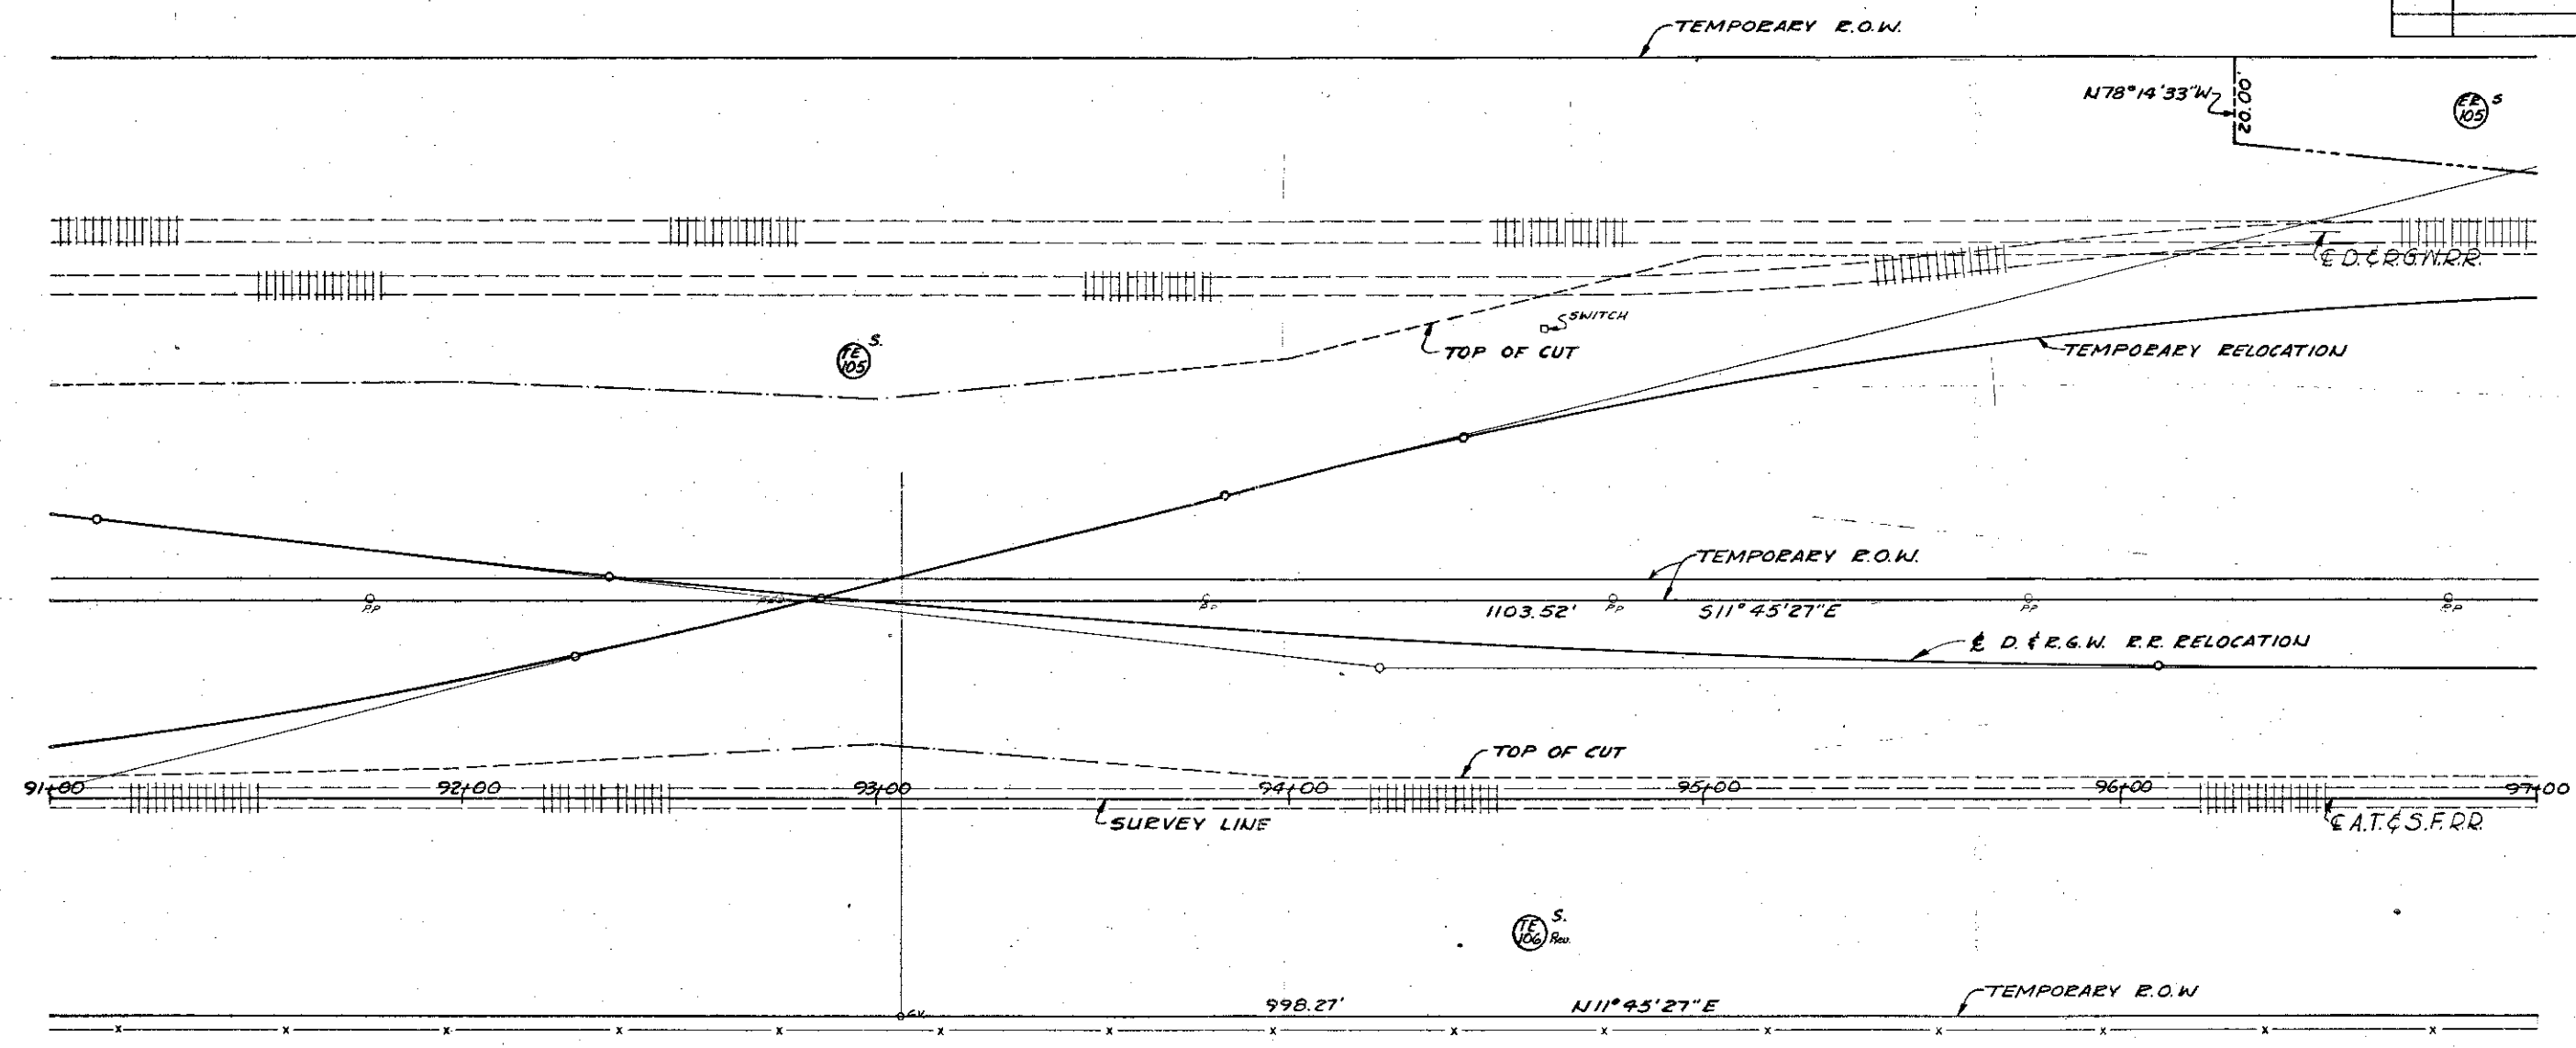 TEMPORARY R.O.W.
N78°14'33"W
20.00'
105 S
℄ D.&R.G.W.R.R.
SWITCH
TOP OF CUT
TE 105 S.
TEMPORARY RELOCATION
TEMPORARY R.O.W.
PP
PP
PP
PP
1103.52'
S11°45'27"E
℄ D.&R.G.W. R.R. RELOCATION
TOP OF CUT
91+00
92+00
93+00
94+00
95+00
96+00
97+00
SURVEY LINE
℄ A.T.&S.F.R.R.
TE 106 S. Rev.
998.27'
N11°45'27"E
TEMPORARY R.O.W
G.V.